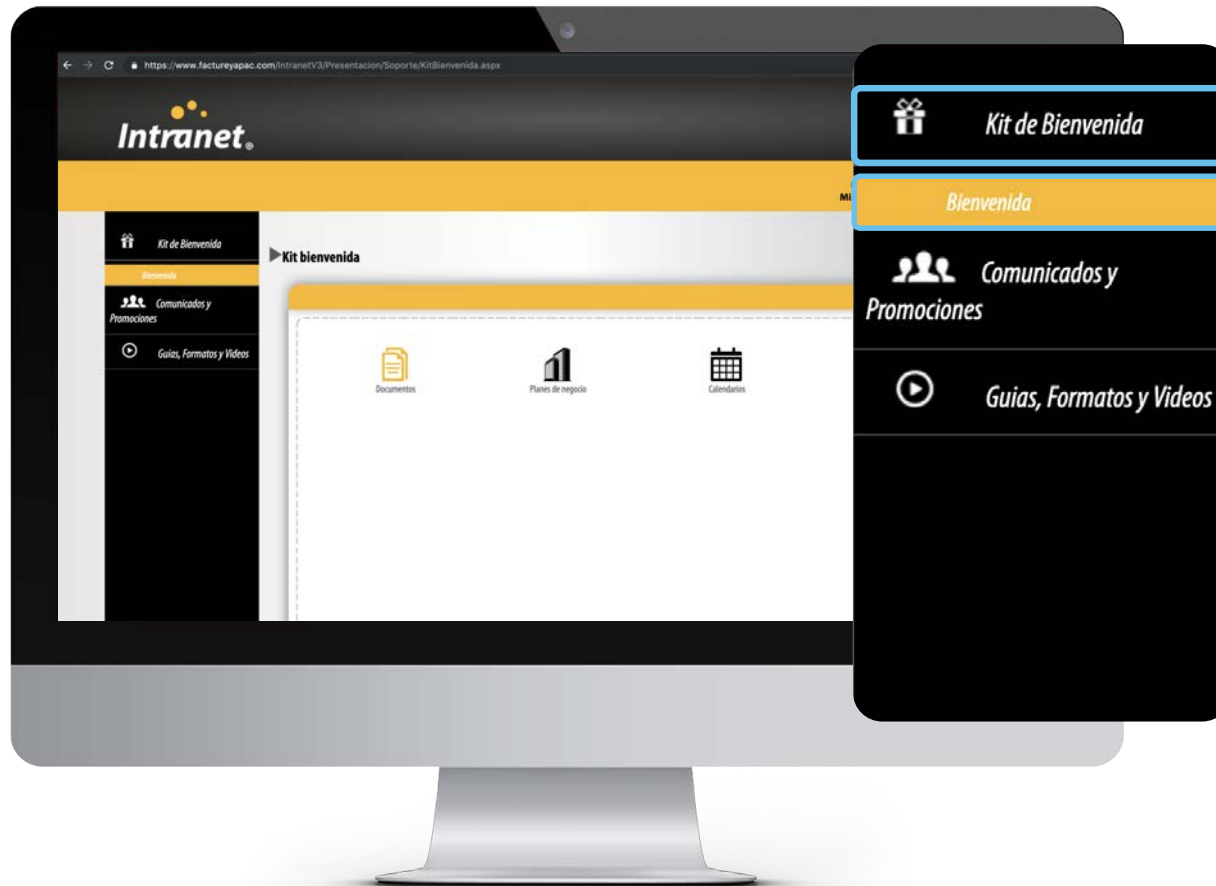 https://www.factureyapac.com/IntranetV3/Presentacion/Soporte/KitBienvenida.aspx
Intranet®
Mi
Kit de Bienvenida
Bienvenida
Comunicados y
Promociones
Guias, Formatos y Videos
Kit bienvenida
Documentos
Planes de negocio
Calendarios
Kit de Bienvenida
Bienvenida
Comunicados y
Promociones
Guias, Formatos y Videos